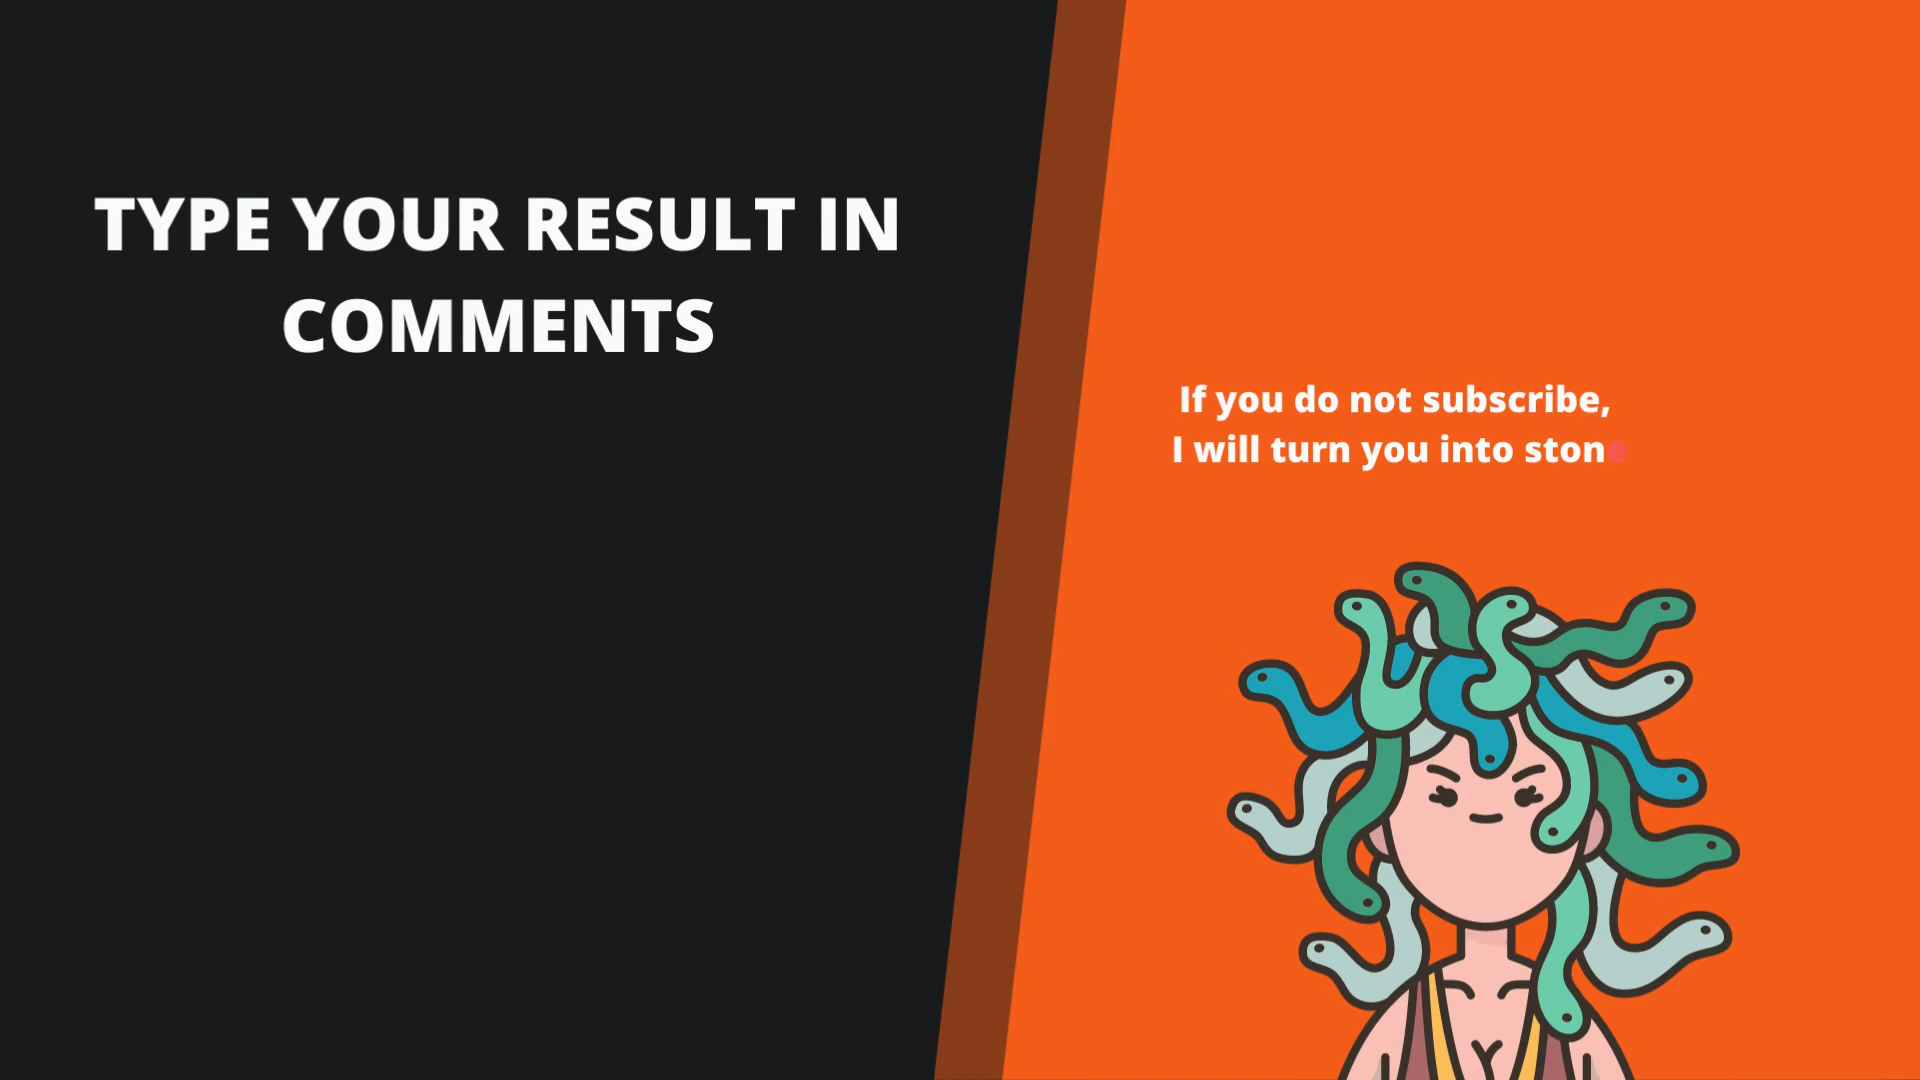 TYPE YOUR RESULT IN
COMMENTS
If you do not subscribe,
I will turn you into stone